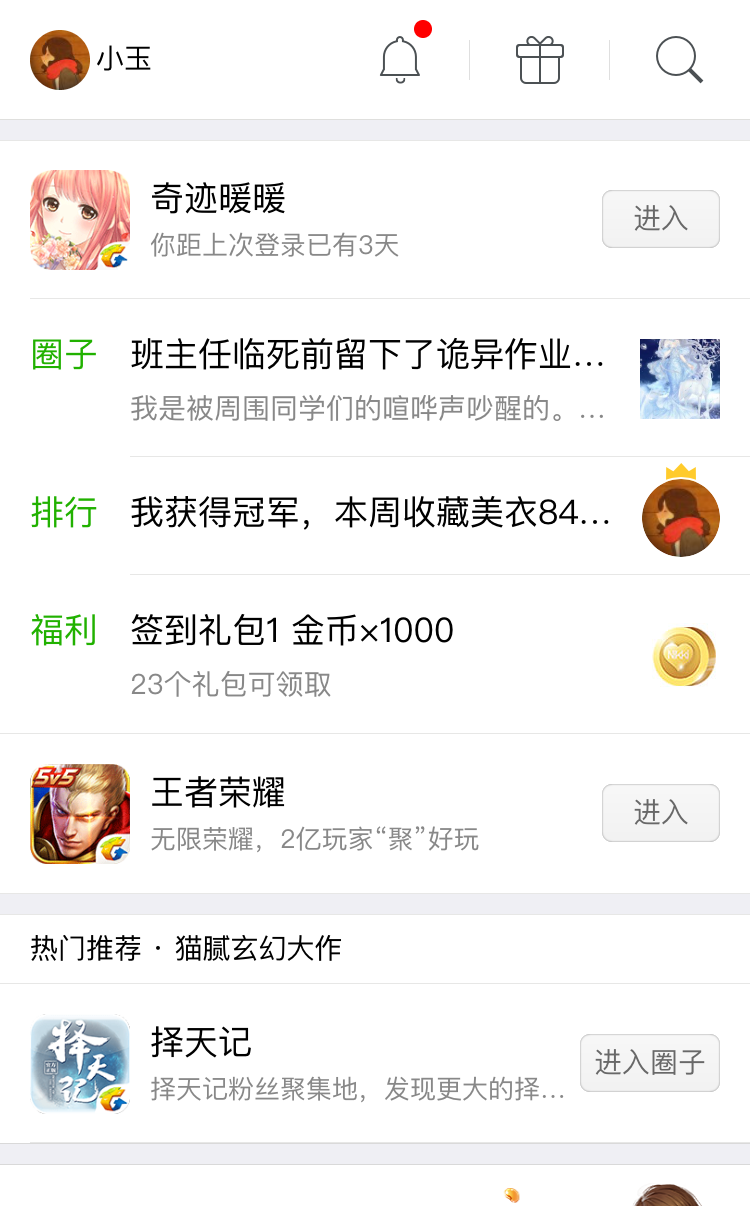 小玉
奇迹暖暖
进入
你距上次登录已有3天
圈子
班主任临死前留下了诡异作业...
我是被周围同学们的喧哗声吵醒的。...
排行
我获得冠军，本周收藏美衣84...
福利
签到礼包1 金币×1000
Nikki
23个礼包可领取
5v5
王者荣耀
进入
无限荣耀，2亿玩家“聚”好玩
热门推荐 · 猫腻玄幻大作
择天记
择天记
进入圈子
择天记粉丝聚集地，发现更大的择...